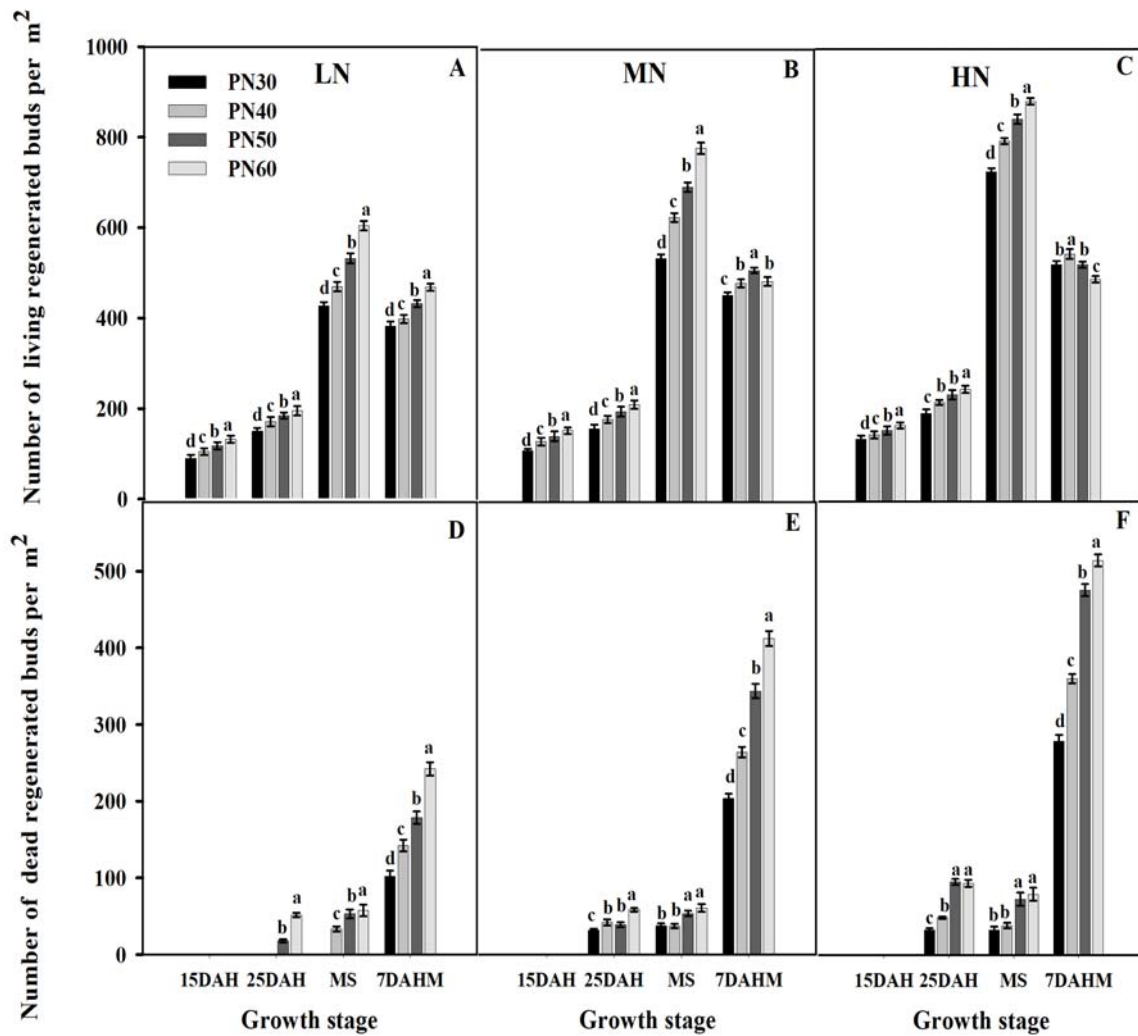 Number of living regenerated buds per m2
1000
800
600
400
200
0
LN
A
PN30
PN40
PN50
PN60
d c b a
d c b a
d c b a
d c b a
MN
B
d c b a
d c b a
d c b a
c b a b
HN
C
d c b a
c b b a
d c b a
b a b c
Number of dead regenerated buds per m2
500
400
300
200
100
0
D
b a
c b a
d c b a
15DAH 25DAH MS 7DAHM
Growth stage
E
c b b a
b b a a
d c b a
15DAH 25DAH MS 7DAHM
Growth stage
F
c b a a
b b a a
d c b a
15DAH 25DAH MS 7DAHM
Growth stage